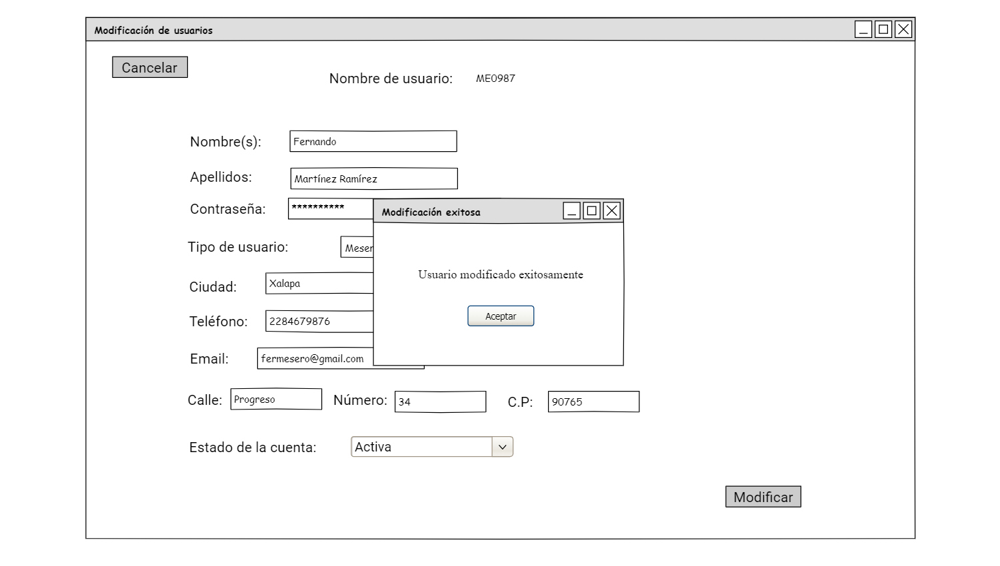 Modificación de usuarios
Cancelar
Nombre de usuario: ME0987
Nombre(s): Fernando
Apellidos: Martínez Ramírez
Contraseña: **********
Modificación exitosa
Tipo de usuario:
Usuario modificado exitosamente
Ciudad: Xalapa
Aceptar
Teléfono: 2284679876
Email: fermesero@gmail.com
Calle: Progreso Número: 34 C.P: 90765
Estado de la cuenta: Activa
Modificar